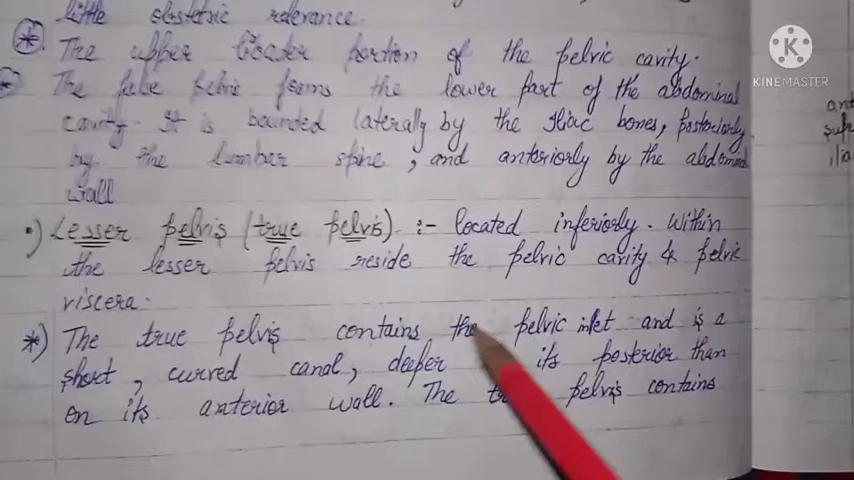 little obstetric relevance.
The upper broader portion of the pelvic cavity.
The false pelvis forms the lower part of the abdominal
cavity. It is bounded laterally by the Iliac bones, posteriorly
by the lumbar spine, and anteriorly by the abdominal
wall
•) Lesser pelvis (true pelvis) :- located inferiorly. Within
the lesser pelvis reside the pelvic cavity & pelvic
viscera.
*) The true pelvis contains the pelvic inlet and is a
short, curved canal, deeper its posterior than
on its anterior wall. The pelvis contains
K
KINEMASTER
and
ilia